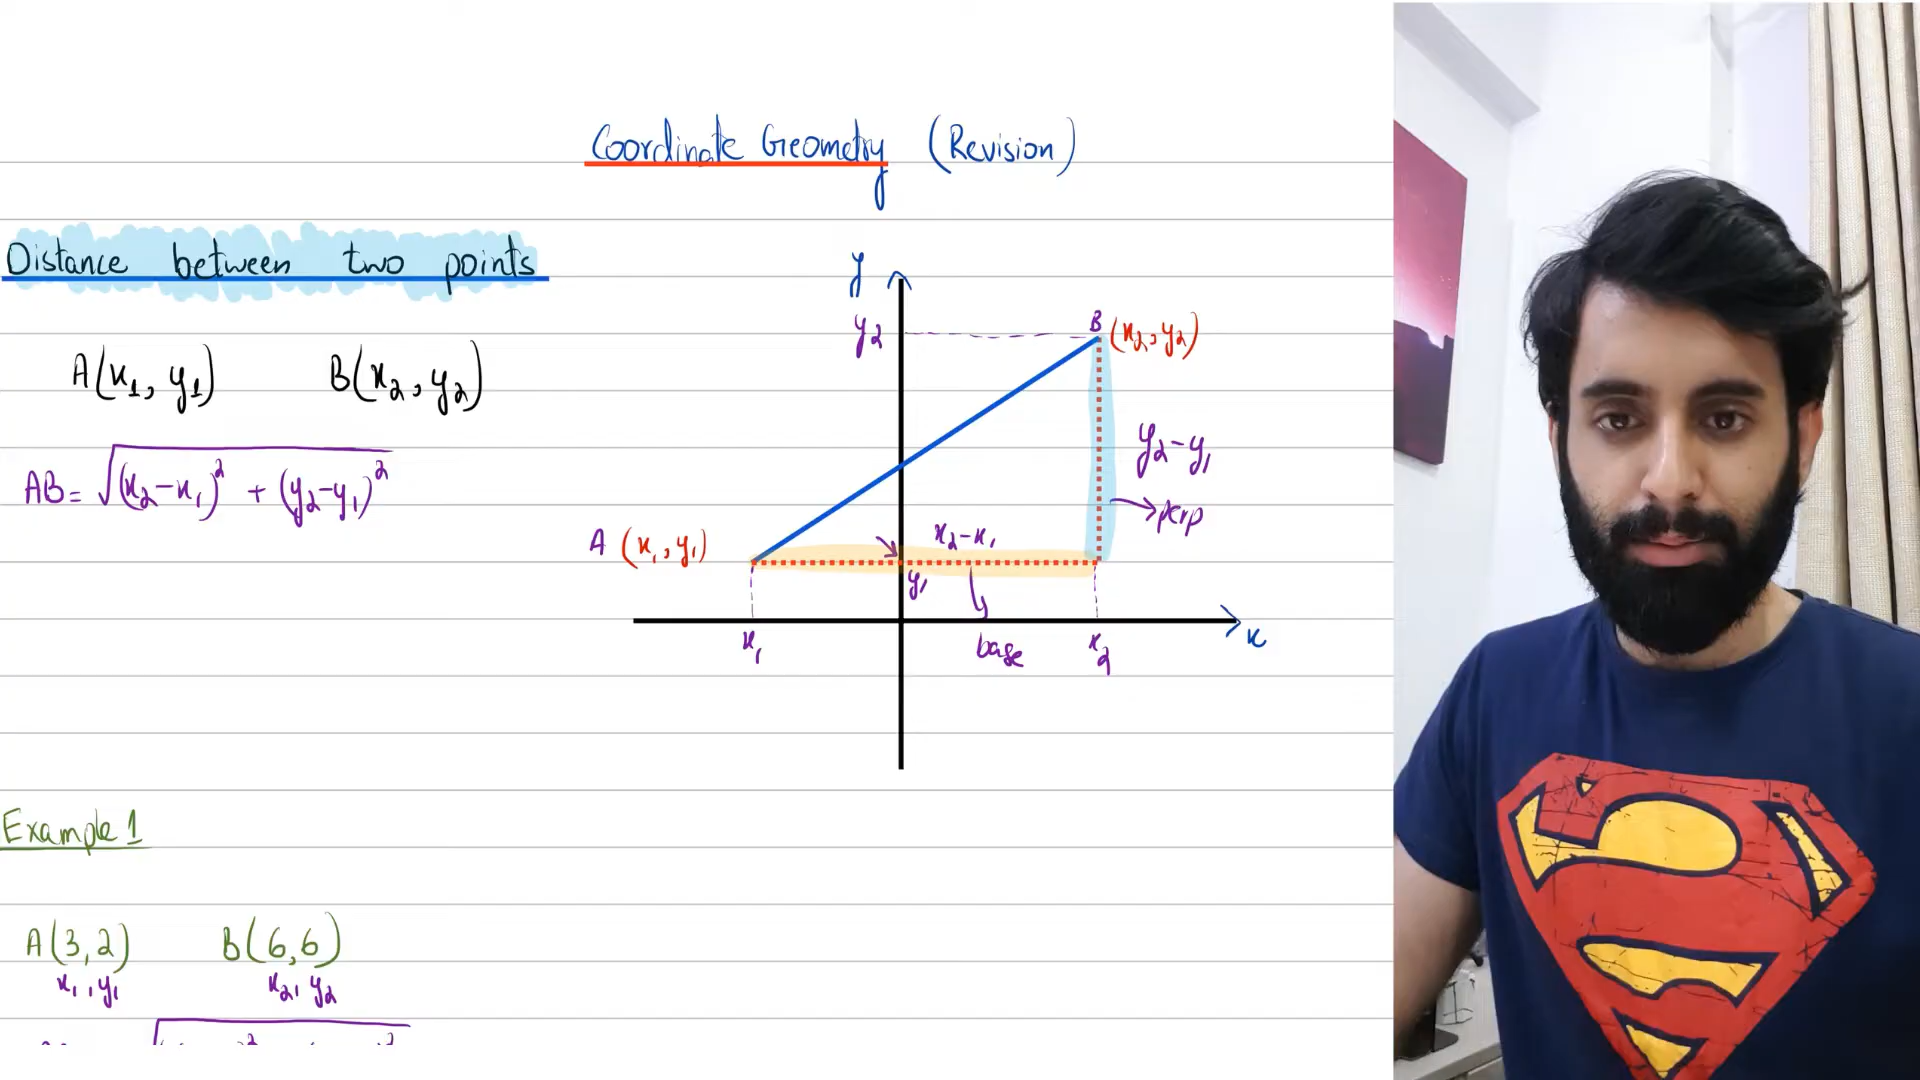 Coordinate Geometry (Revision)
Distance between two points
A(x₁, y₁) B(x₂, y₂)
AB = √(x₂-x₁)² + (y₂-y₁)²
y
y₂
B (x₂, y₂)
y₂-y₁
→perp
A (x₁, y₁)
x₂-x₁
y₁
x₁
base
x₂
x
Example 1
A(3,2) B(6,6)
x₁, y₁ x₂, y₂